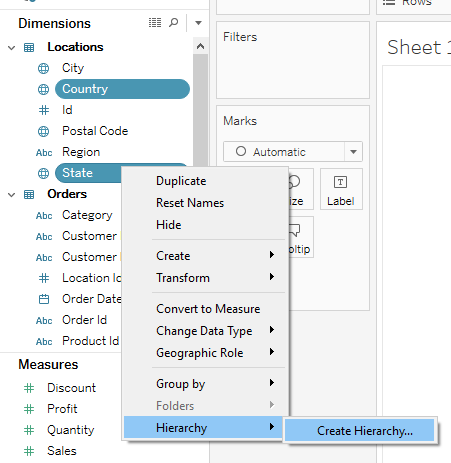 Dimensions
Locations
City
Country
Id
Postal Code
Abc Region
State
Orders
Abc Category
Abc Customer
Abc Customer
Location Id
Order Date
Abc Order Id
Abc Product Id
Measures
Discount
Profit
Quantity
Sales
Duplicate
Reset Names
Hide
Create
Transform
Convert to Measure
Change Data Type
Geographic Role
Group by
Folders
Hierarchy
Create Hierarchy...
Filters
Marks
Automatic
ize
Label
oltip
Rows
Sheet 1